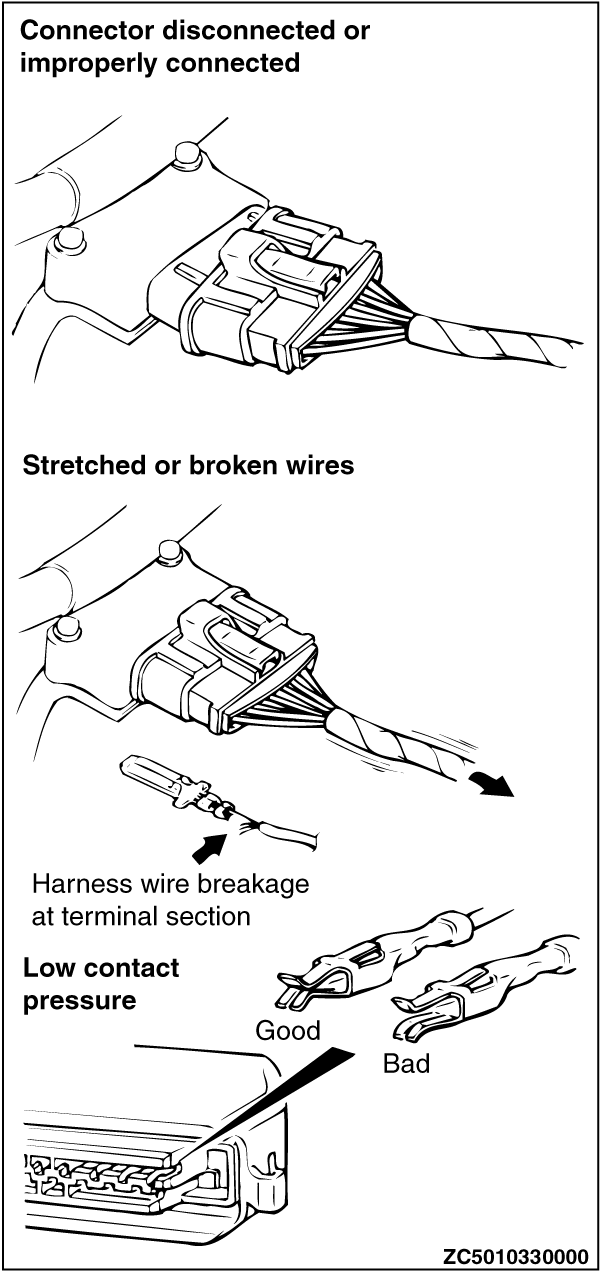 Connector disconnected or
improperly connected
Stretched or broken wires
Harness wire breakage
at terminal section
Low contact
pressure
Good
Bad
ZC5010330000